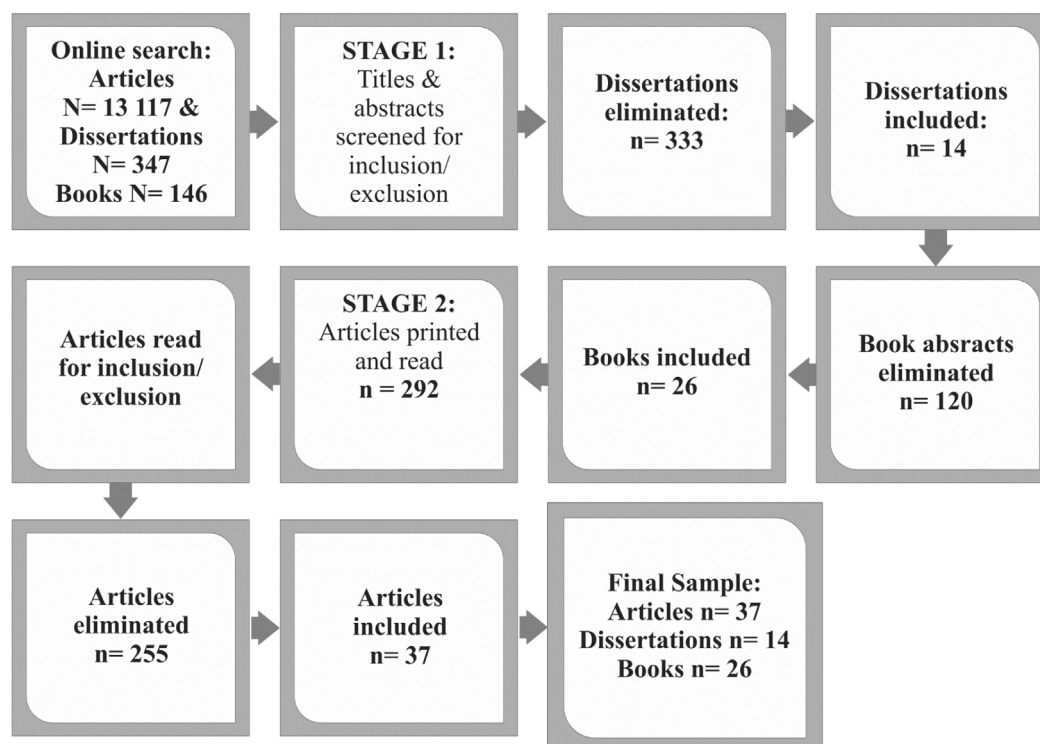 Online search:
Articles
N= 13 117 &
Dissertations
N= 347
Books N= 146
STAGE 1:
Titles &
abstracts
screened for
inclusion/
exclusion
Dissertations
eliminated:
n= 333
Dissertations
included:
n= 14
Book absracts
eliminated
n= 120
Books included
n= 26
STAGE 2:
Articles printed
and read
n = 292
Articles read
for inclusion/
exclusion
Articles
eliminated
n= 255
Articles
included
n= 37
Final Sample:
Articles n= 37
Dissertations n= 14
Books n= 26